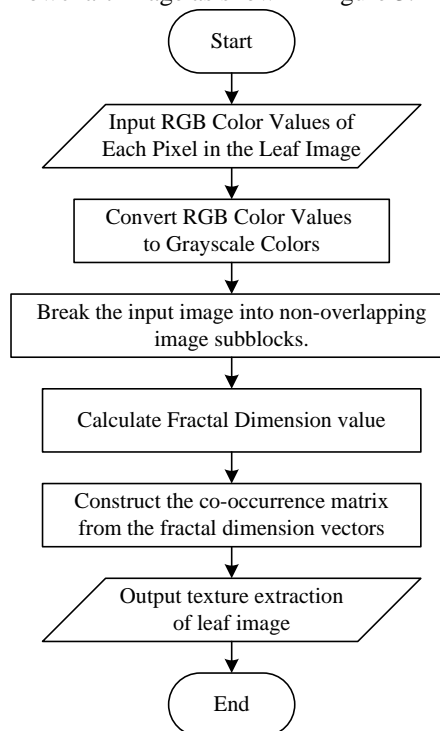 Start
Input RGB Color Values of
Each Pixel in the Leaf Image
Convert RGB Color Values
to Grayscale Colors
Break the input image into non-overlapping
image subblocks.
Calculate Fractal Dimension value
Construct the co-occurrence matrix
from the fractal dimension vectors
Output texture extraction
of leaf image
End